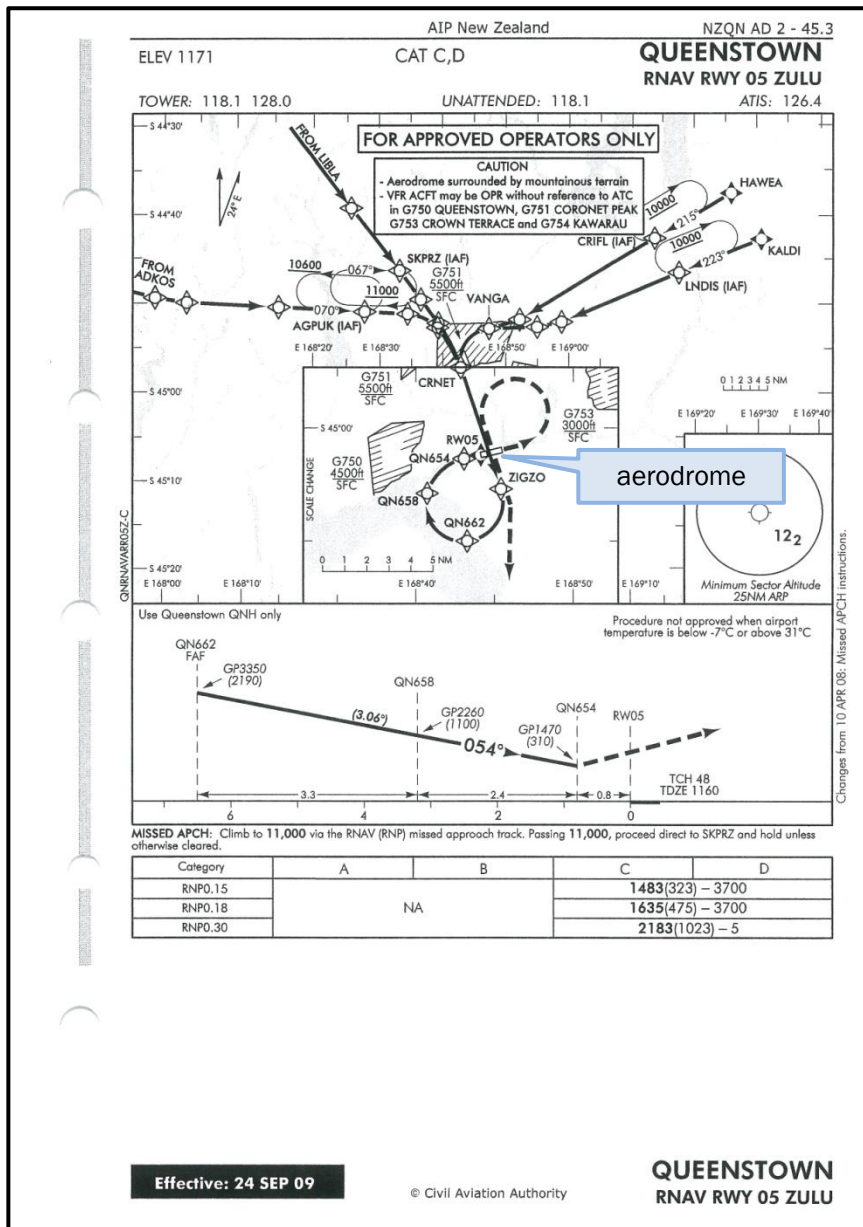 AIP New Zealand
NZQN AD 2 - 45.3
ELEV 1171
CAT C,D
QUEENSTOWN
RNAV RWY 05 ZULU
TOWER: 118.1 128.0
UNATTENDED: 118.1
ATIS: 126.4
S 44°30'
FOR APPROVED OPERATORS ONLY
CAUTION
- Aerodrome surrounded by mountainous terrain
- VFR ACFT may be OPR without reference to ATC
in G750 QUEENSTOWN, G751 CORONET PEAK
G753 CROWN TERRACE and G754 KAWARAU
FROM LIBLA
24° E
S 44°40'
HAWEA
10000
215°
CRIFL (IAF)
10000
KALDI
223°
LNDIS (IAF)
SKPRZ (IAF)
10600
067°
G751
5500ft
SFC
VANGA
FROM
ADKOS
11000
070°
AGPUK (IAF)
S 44°50'
E 168°20'
E 168°30'
E 168°50'
E 169°00'
CRNET
0 1 2 3 4 5 NM
S 45°00'
G751
5500ft
SFC
S 45°00'
G753
3000ft
SFC
E 169°20'
E 169°30'
E 169°40'
RW05
QN654
G750
4500ft
SFC
aerodrome
ZIGZO
S 45°10'
QN658
QN662
SCALE CHANGE
0 1 2 3 4 5 NM
12₂
S 45°20'
E 168°00'
E 168°10'
E 168°40'
E 168°50'
E 169°10'
Minimum Sector Altitude
25NM ARP
QNRNAVARR05Z-C
Use Queenstown QNH only
Procedure not approved when airport
temperature is below -7°C or above 31°C
QN662
FAF
GP3350
(2190)
QN658
(3.06°)
GP2260
(1100)
054°
QN654
GP1470
(310)
RW05
TCH 48
TDZE 1160
3.3
2.4
0.8
6
4
2
0
Changes from 10 APR 08: Missed APCH instructions.
MISSED APCH: Climb to 11,000 via the RNAV (RNP) missed approach track. Passing 11,000, proceed direct to SKPRZ and hold unless
otherwise cleared.
Category
A
B
C
D
RNP0.15
1483(323) – 3700
RNP0.18
NA
1635(475) – 3700
RNP0.30
2183(1023) – 5
Effective: 24 SEP 09
© Civil Aviation Authority
QUEENSTOWN
RNAV RWY 05 ZULU